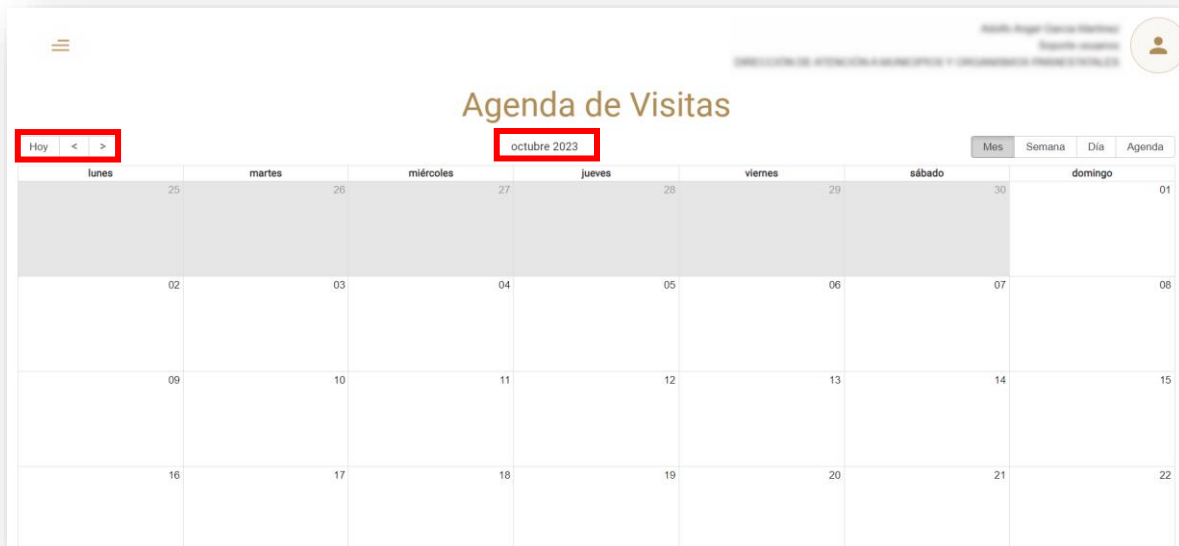 Agenda de Visitas
Hoy < > octubre 2023 Mes Semana Día Agenda
lunes martes miércoles jueves viernes sábado domingo
25 26 27 28 29 30 01
02 03 04 05 06 07 08
09 10 11 12 13 14 15
16 17 18 19 20 21 22